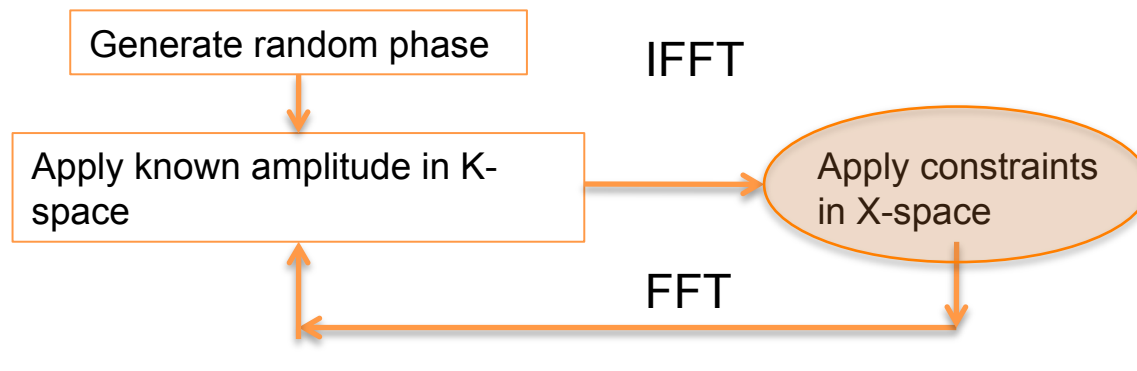 Generate random phase
IFFT
Apply known amplitude in K-
space
Apply constraints
in X-space
FFT